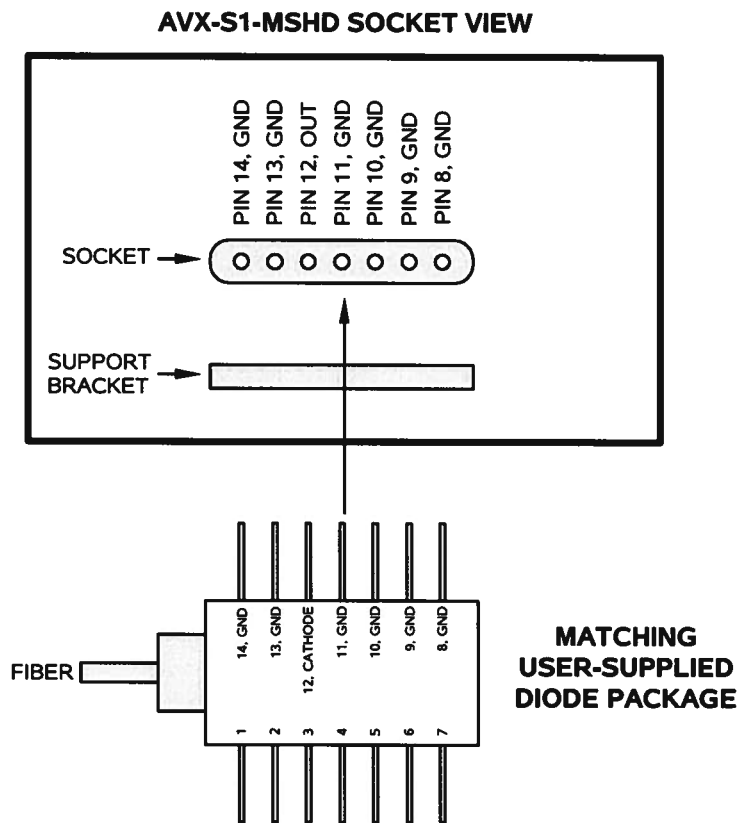 AVX-S1-MSHD SOCKET VIEW
PIN 14, GND
PIN 13, GND
PIN 12, OUT
PIN 11, GND
PIN 10, GND
PIN 9, GND
PIN 8, GND
SOCKET
SUPPORT
BRACKET
14, GND
13, GND
12, CATHODE
11, GND
10, GND
9, GND
8, GND
FIBER
1
2
3
4
5
6
7
MATCHING
USER-SUPPLIED
DIODE PACKAGE